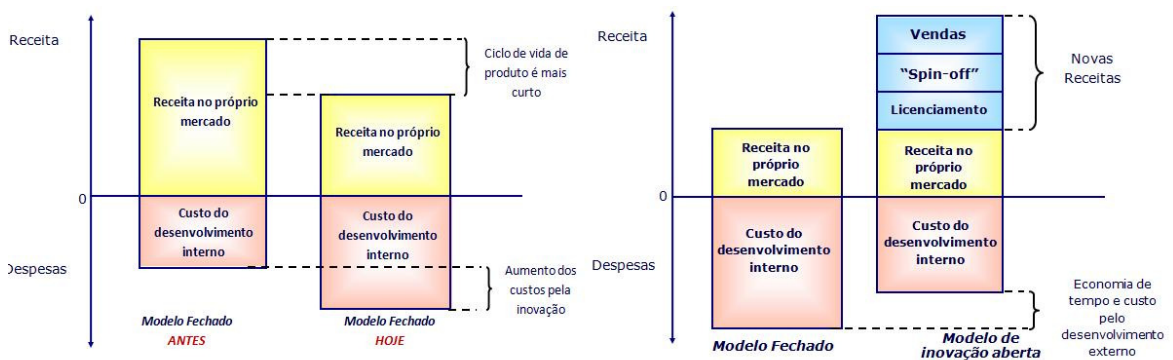 Receita
Receita no próprio
mercado
Ciclo de vida de
produto é mais
curto
Receita no próprio
mercado
0
Custo do
desenvolvimento
interno
Custo do
desenvolvimento
interno
Despesas
Aumento dos
custos pela
inovação
Modelo Fechado
ANTES
Modelo Fechado
HOJE
Receita
Vendas
“Spin-off”
Licenciamento
Novas
Receitas
Receita no
próprio
mercado
Receita no
próprio
mercado
0
Custo do
desenvolvimento
interno
Custo do
desenvolvimento
interno
Despesas
Economia de
tempo e custo
pelo
desenvolvimento
externo
Modelo Fechado
Modelo de
inovação aberta